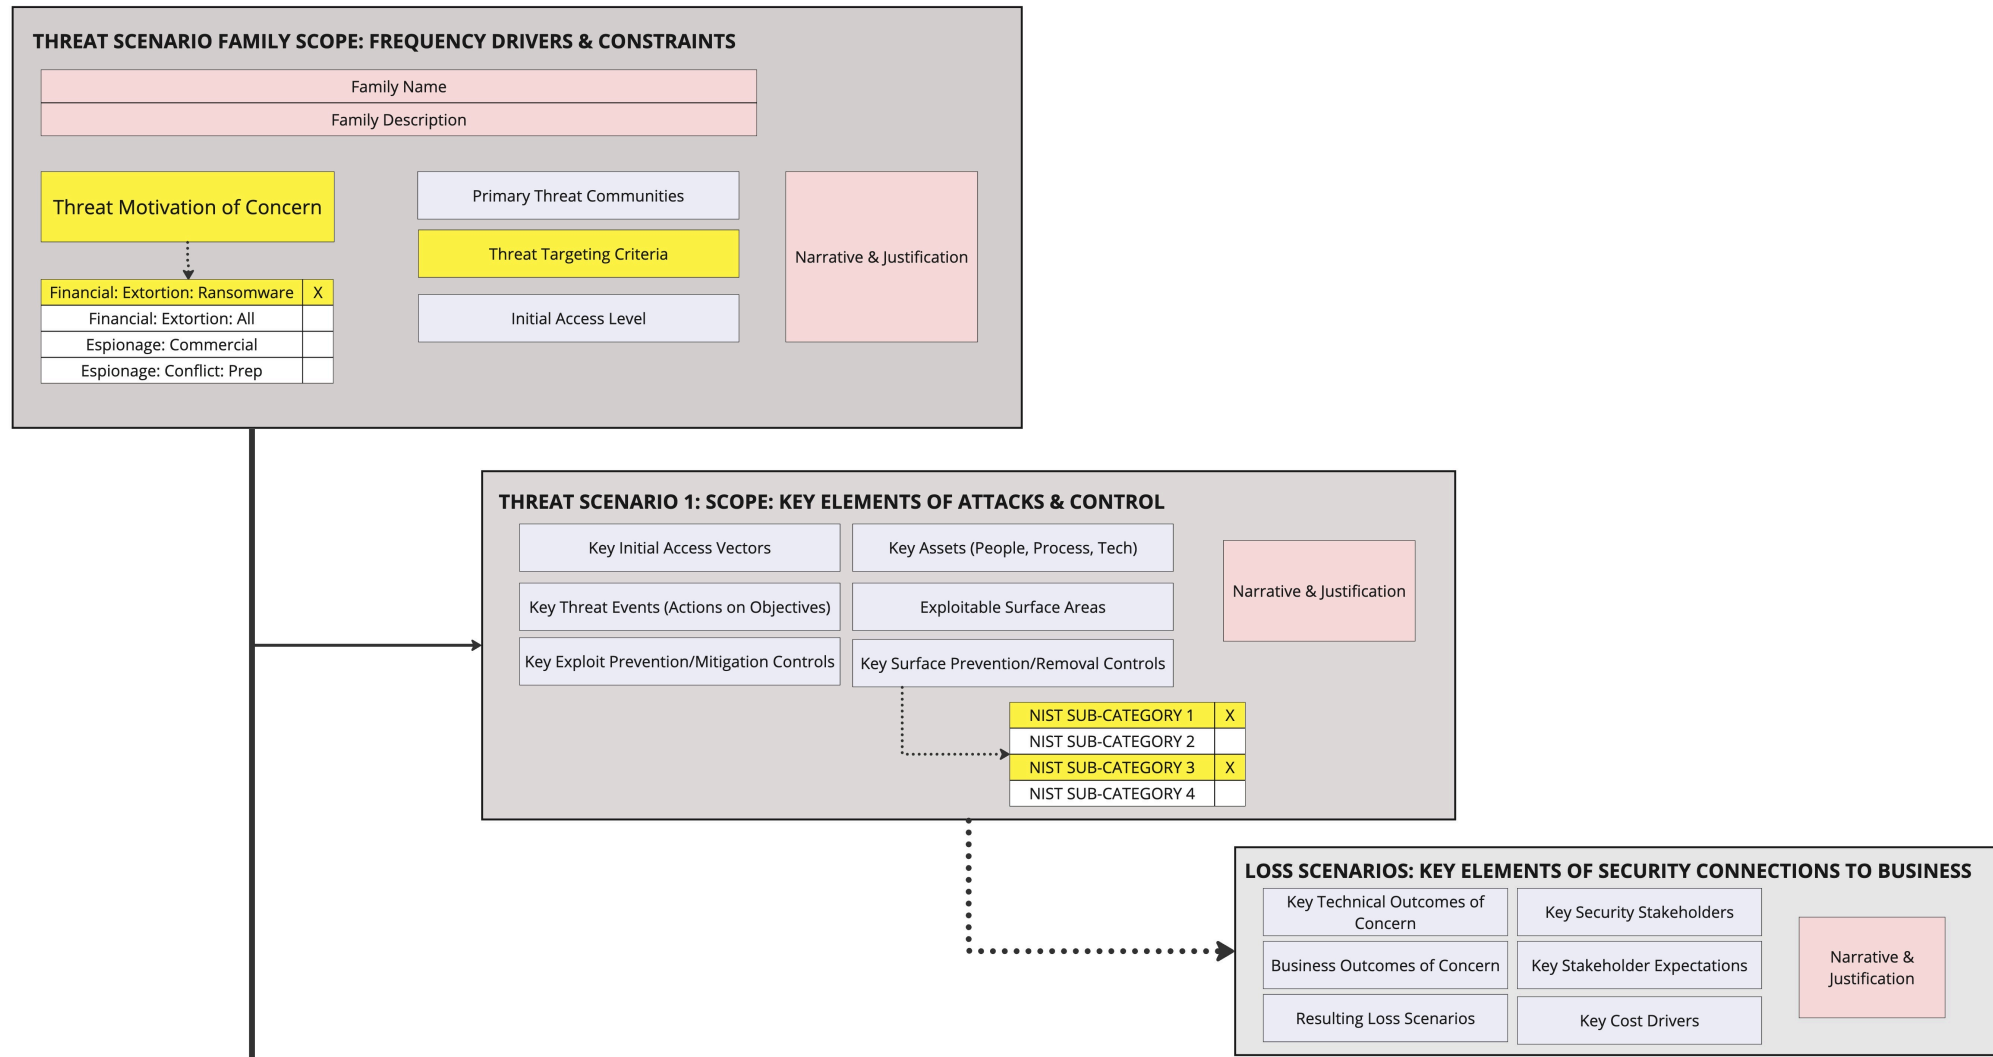 THREAT SCENARIO FAMILY SCOPE: FREQUENCY DRIVERS & CONSTRAINTS
Family Name
Family Description
Threat Motivation of Concern
Financial: Extortion: Ransomware X
Financial: Extortion: All
Espionage: Commercial
Espionage: Conflict: Prep
Primary Threat Communities
Threat Targeting Criteria
Initial Access Level
Narrative & Justification
THREAT SCENARIO 1: SCOPE: KEY ELEMENTS OF ATTACKS & CONTROL
Key Initial Access Vectors
Key Assets (People, Process, Tech)
Key Threat Events (Actions on Objectives)
Exploitable Surface Areas
Key Exploit Prevention/Mitigation Controls
Key Surface Prevention/Removal Controls
Narrative & Justification
NIST SUB-CATEGORY 1 X
NIST SUB-CATEGORY 2
NIST SUB-CATEGORY 3 X
NIST SUB-CATEGORY 4
LOSS SCENARIOS: KEY ELEMENTS OF SECURITY CONNECTIONS TO BUSINESS
Key Technical Outcomes of
Concern
Key Security Stakeholders
Business Outcomes of Concern
Key Stakeholder Expectations
Resulting Loss Scenarios
Key Cost Drivers
Narrative &
Justification